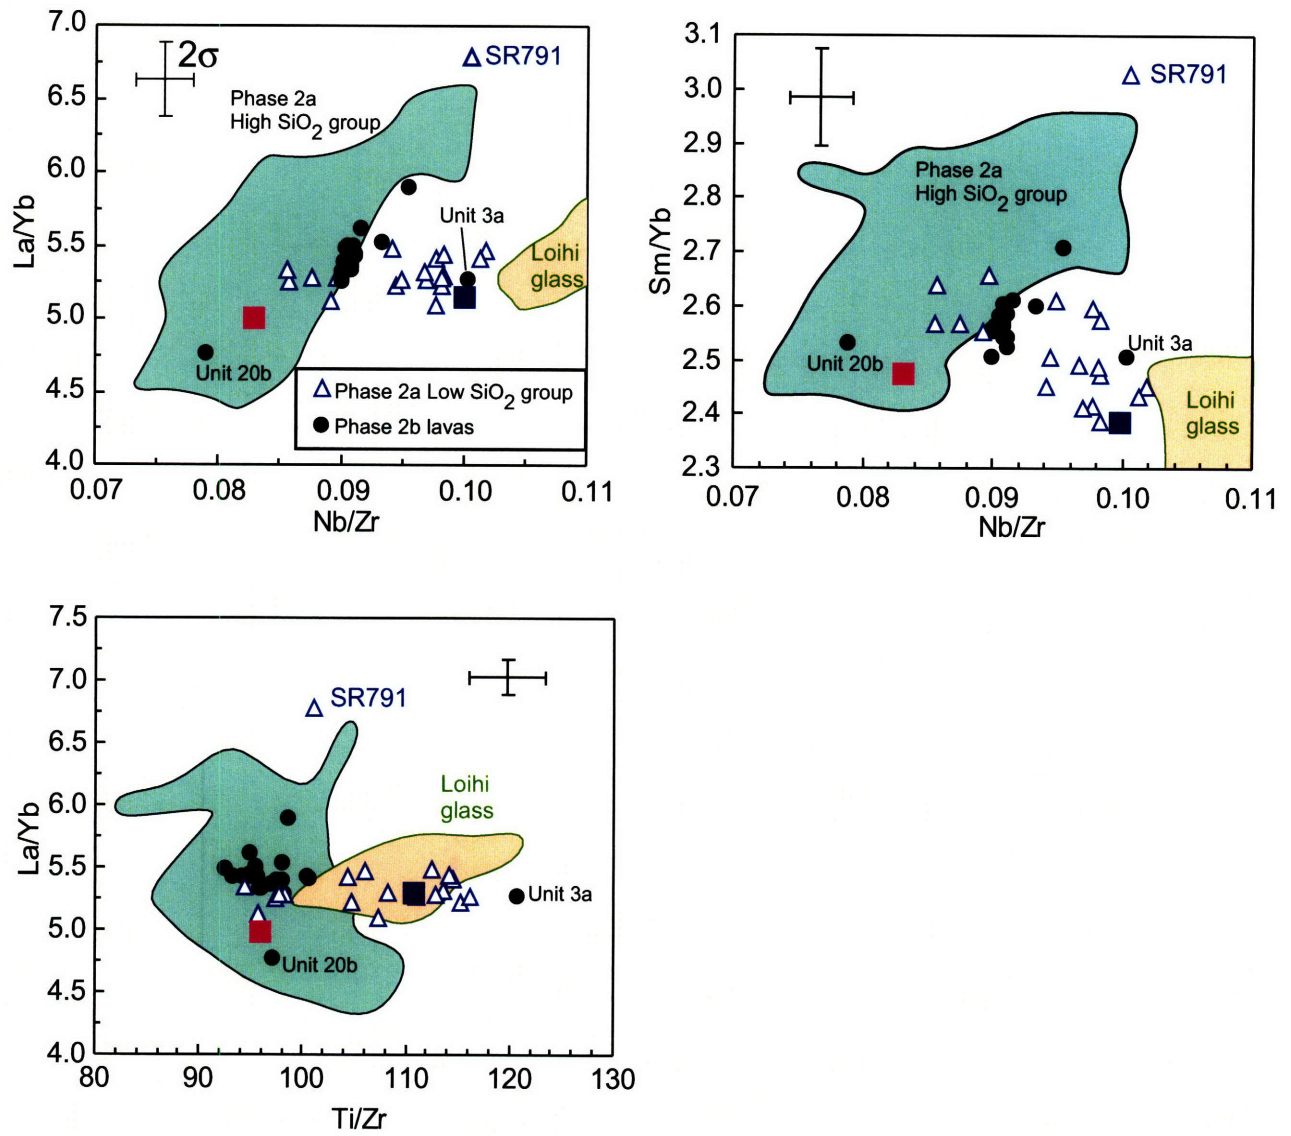 7.0
6.5
6.0
5.5
5.0
4.5
4.0
La/Yb
2σ
SR791
Phase 2a
High SiO2 group
Unit 3a
Loihi
glass
Unit 20b
Phase 2a Low SiO2 group
Phase 2b lavas
0.07 0.08 0.09 0.10 0.11
Nb/Zr
3.1
3.0
2.9
2.8
2.7
2.6
2.5
2.4
2.3
Sm/Yb
SR791
Phase 2a
High SiO2 group
Unit 3a
Unit 20b
Loihi
glass
0.07 0.08 0.09 0.10 0.11
Nb/Zr
7.5
7.0
6.5
6.0
5.5
5.0
4.5
4.0
La/Yb
SR791
Loihi
glass
Unit 3a
Unit 20b
80 90 100 110 120 130
Ti/Zr